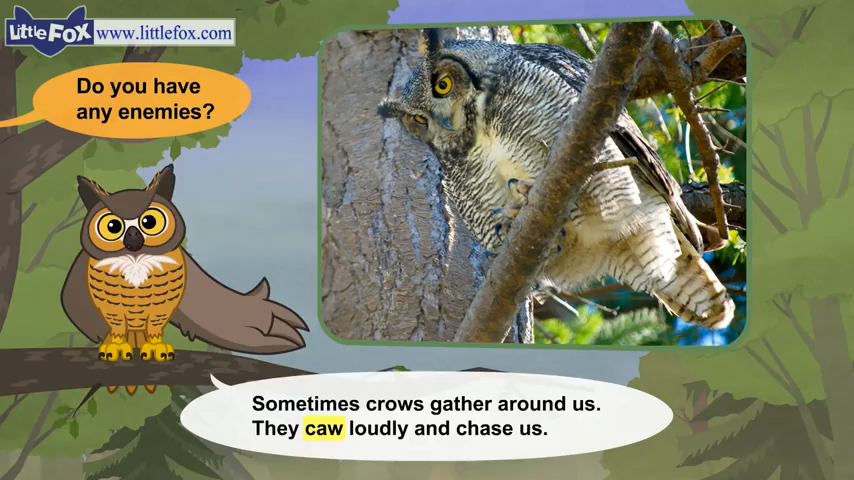 Little Fox www.littlefox.com
Do you have
any enemies?
Sometimes crows gather around us.
They caw loudly and chase us.